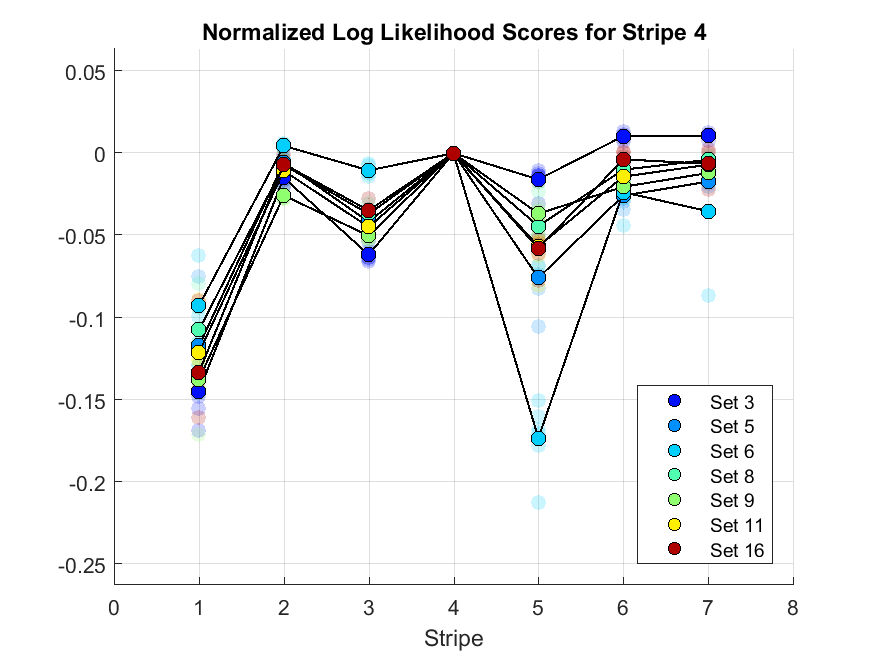 Normalized Log Likelihood Scores for Stripe 4
0.05
0
-0.05
-0.1
-0.15
-0.2
-0.25
Set 3
Set 5
Set 6
Set 8
Set 9
Set 11
Set 16
0 1 2 3 4 5 6 7 8
Stripe